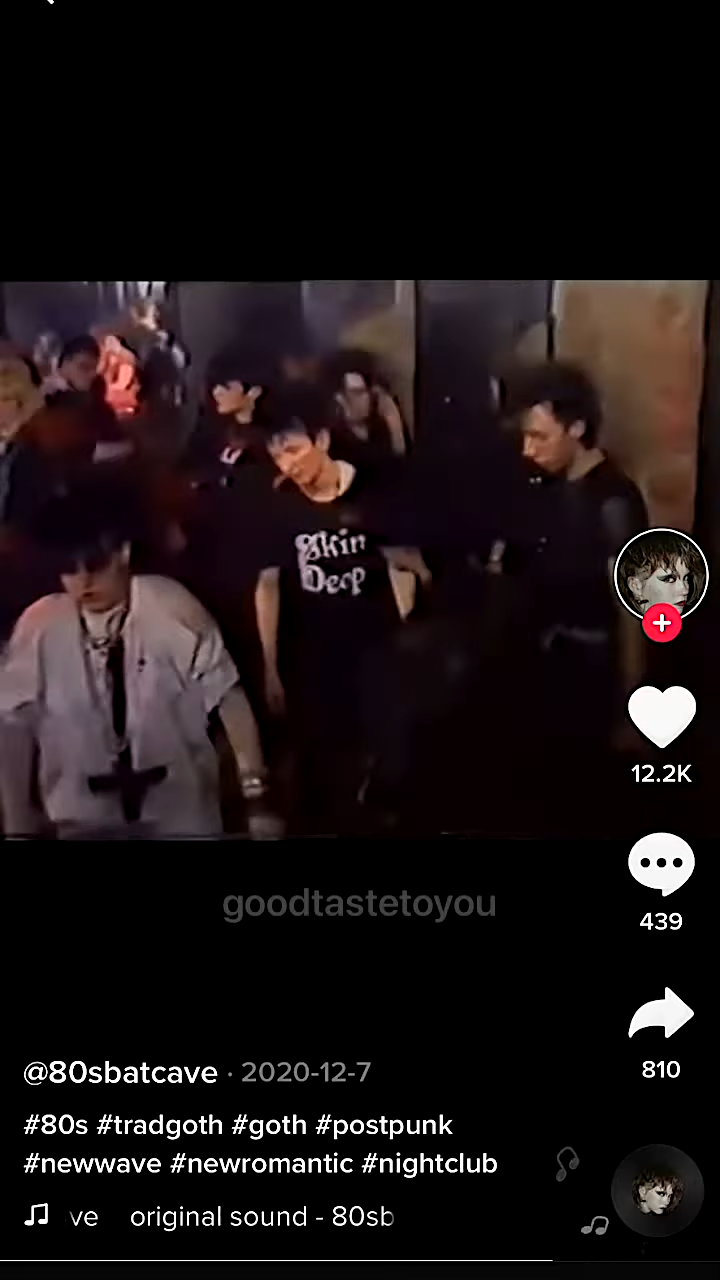 Skin
Deep
12.2K
439
810
goodtastetoyou
@80sbatcave · 2020-12-7
#80s #tradgoth #goth #postpunk
#newwave #newromantic #nightclub
ve original sound - 80sb